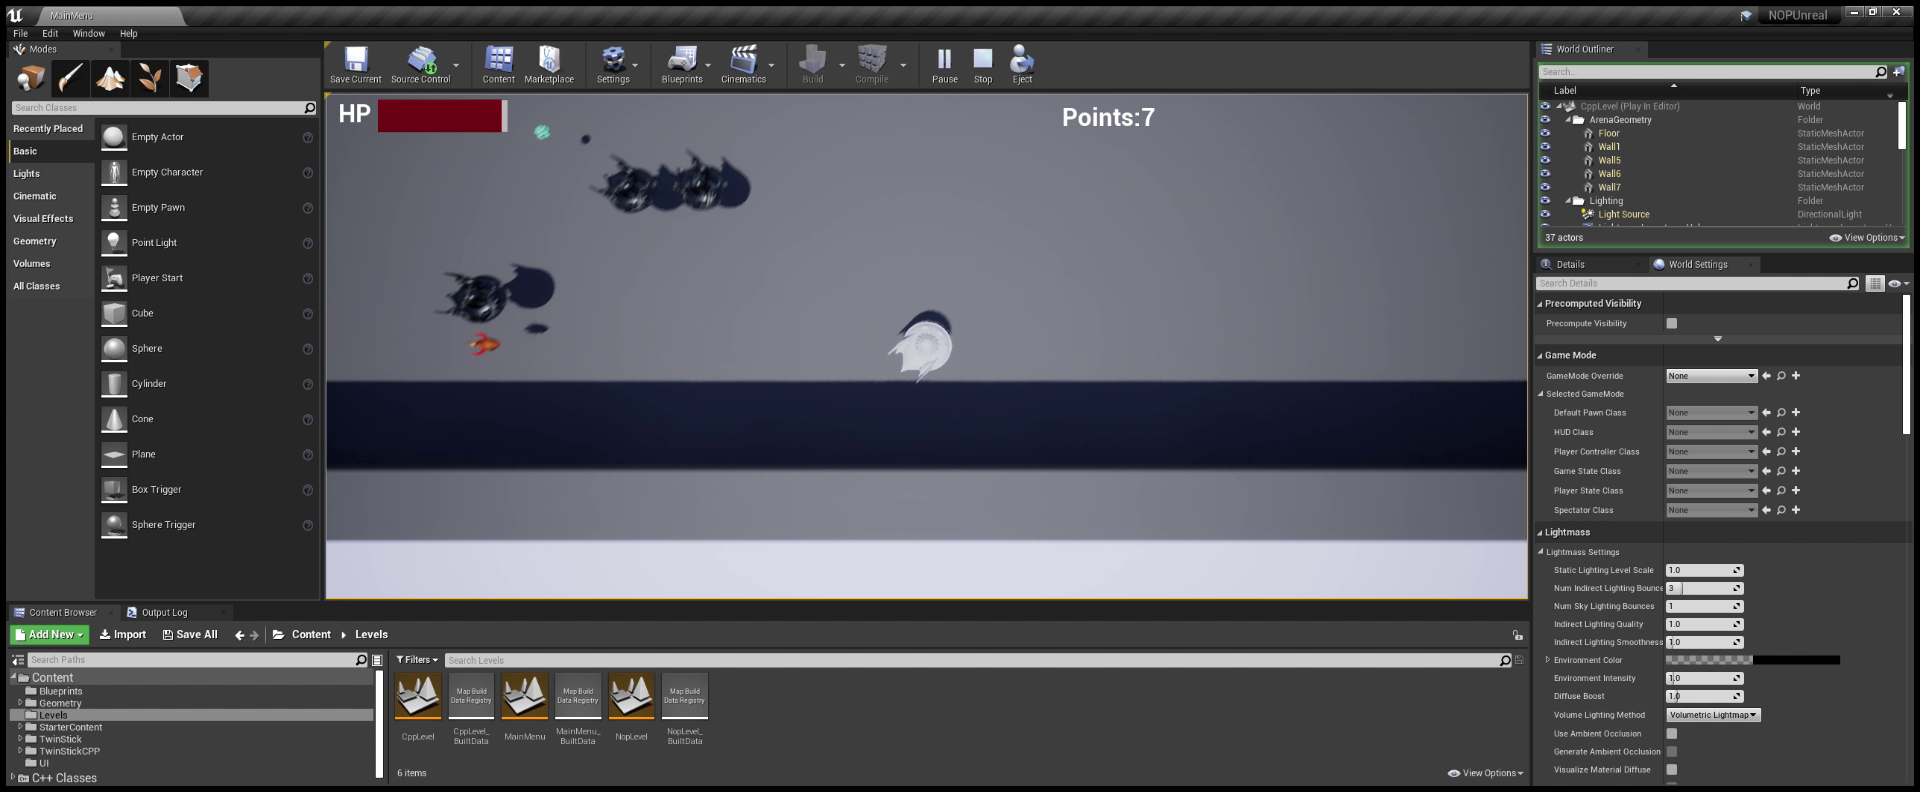 MainMenu
NOPUnreal
File Edit Window Help
Modes
Search Classes
Recently Placed
Basic
Lights
Cinematic
Visual Effects
Geometry
Volumes
All Classes
Empty Actor
Empty Character
Empty Pawn
Point Light
Player Start
Cube
Sphere
Cylinder
Cone
Plane
Box Trigger
Sphere Trigger
Save Current Source Control Content Marketplace Settings Blueprints Cinematics Build Compile Pause Stop Eject
HP
Points:7
World Outliner
Search...
Label Type
CppLevel (Play In Editor) World
ArenaGeometry Folder
Floor StaticMeshActor
Wall1 StaticMeshActor
Wall5 StaticMeshActor
Wall6 StaticMeshActor
Wall7 StaticMeshActor
Lighting Folder
Light Source DirectionalLight
37 actors View Options
Details World Settings
Search Details
Precomputed Visibility
Precompute Visibility
Game Mode
GameMode Override None
Selected GameMode
Default Pawn Class None
HUD Class None
Player Controller Class None
Game State Class None
Player State Class None
Spectator Class None
Lightmass
Lightmass Settings
Static Lighting Level Scale 1.0
Num Indirect Lighting Bounce 3
Num Sky Lighting Bounces 1
Indirect Lighting Quality 1.0
Indirect Lighting Smoothness 1.0
Environment Color
Environment Intensity 1.0
Diffuse Boost 1.0
Volume Lighting Method Volumetric Lightmap
Use Ambient Occlusion
Generate Ambient Occlusion
Visualize Material Diffuse
Content Browser Output Log
Add New Import Save All Content Levels
Search Paths
Content
Blueprints
Geometry
Levels
StarterContent
TwinStick
TwinStickCPP
UI
C++ Classes
Filters Search Levels
Map Build Data Registry
Map Build Data Registry
Map Build Data Registry
CppLevel
CppLevel_BuiltData
MainMenu
MainMenu_BuiltData
NopLevel
NopLevel_BuiltData
6 items View Options